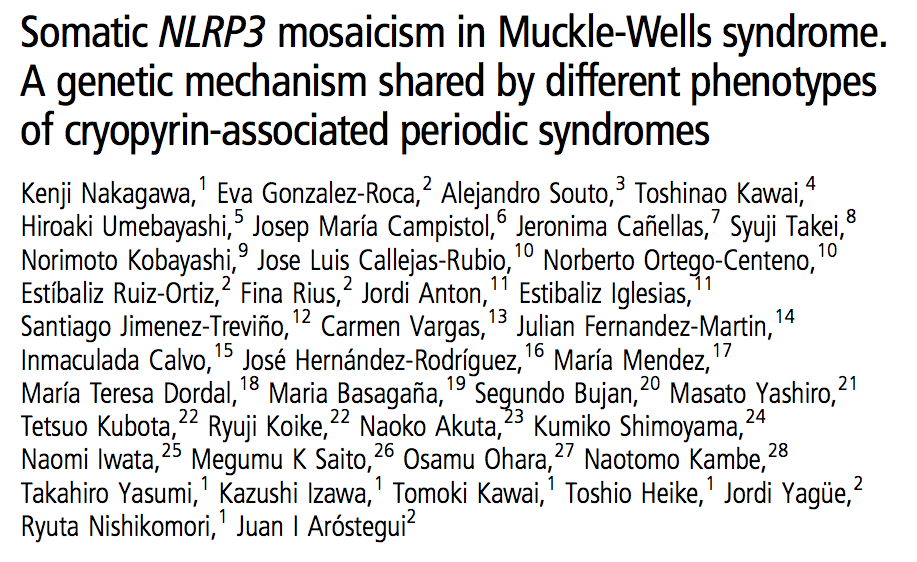 Somatic NLRP3 mosaicism in Muckle-Wells syndrome.
A genetic mechanism shared by different phenotypes
of cryopyrin-associated periodic syndromes
Kenji Nakagawa,1 Eva Gonzalez-Roca,2 Alejandro Souto,3 Toshinao Kawai,4
Hiroaki Umebayashi,5 Josep María Campistol,6 Jeronima Cañellas,7 Syuji Takei,8
Norimoto Kobayashi,9 Jose Luis Callejas-Rubio,10 Norberto Ortego-Centeno,10
Estíbaliz Ruiz-Ortiz,2 Fina Rius,2 Jordi Anton,11 Estibaliz Iglesias,11
Santiago Jimenez-Treviño,12 Carmen Vargas,13 Julian Fernandez-Martin,14
Inmaculada Calvo,15 José Hernández-Rodríguez,16 María Mendez,17
María Teresa Dordal,18 Maria Basagaña,19 Segundo Bujan,20 Masato Yashiro,21
Tetsuo Kubota,22 Ryuji Koike,22 Naoko Akuta,23 Kumiko Shimoyama,24
Naomi Iwata,25 Megumu K Saito,26 Osamu Ohara,27 Naotomo Kambe,28
Takahiro Yasumi,1 Kazushi Izawa,1 Tomoki Kawai,1 Toshio Heike,1 Jordi Yagüe,2
Ryuta Nishikomori,1 Juan I Aróstegui2